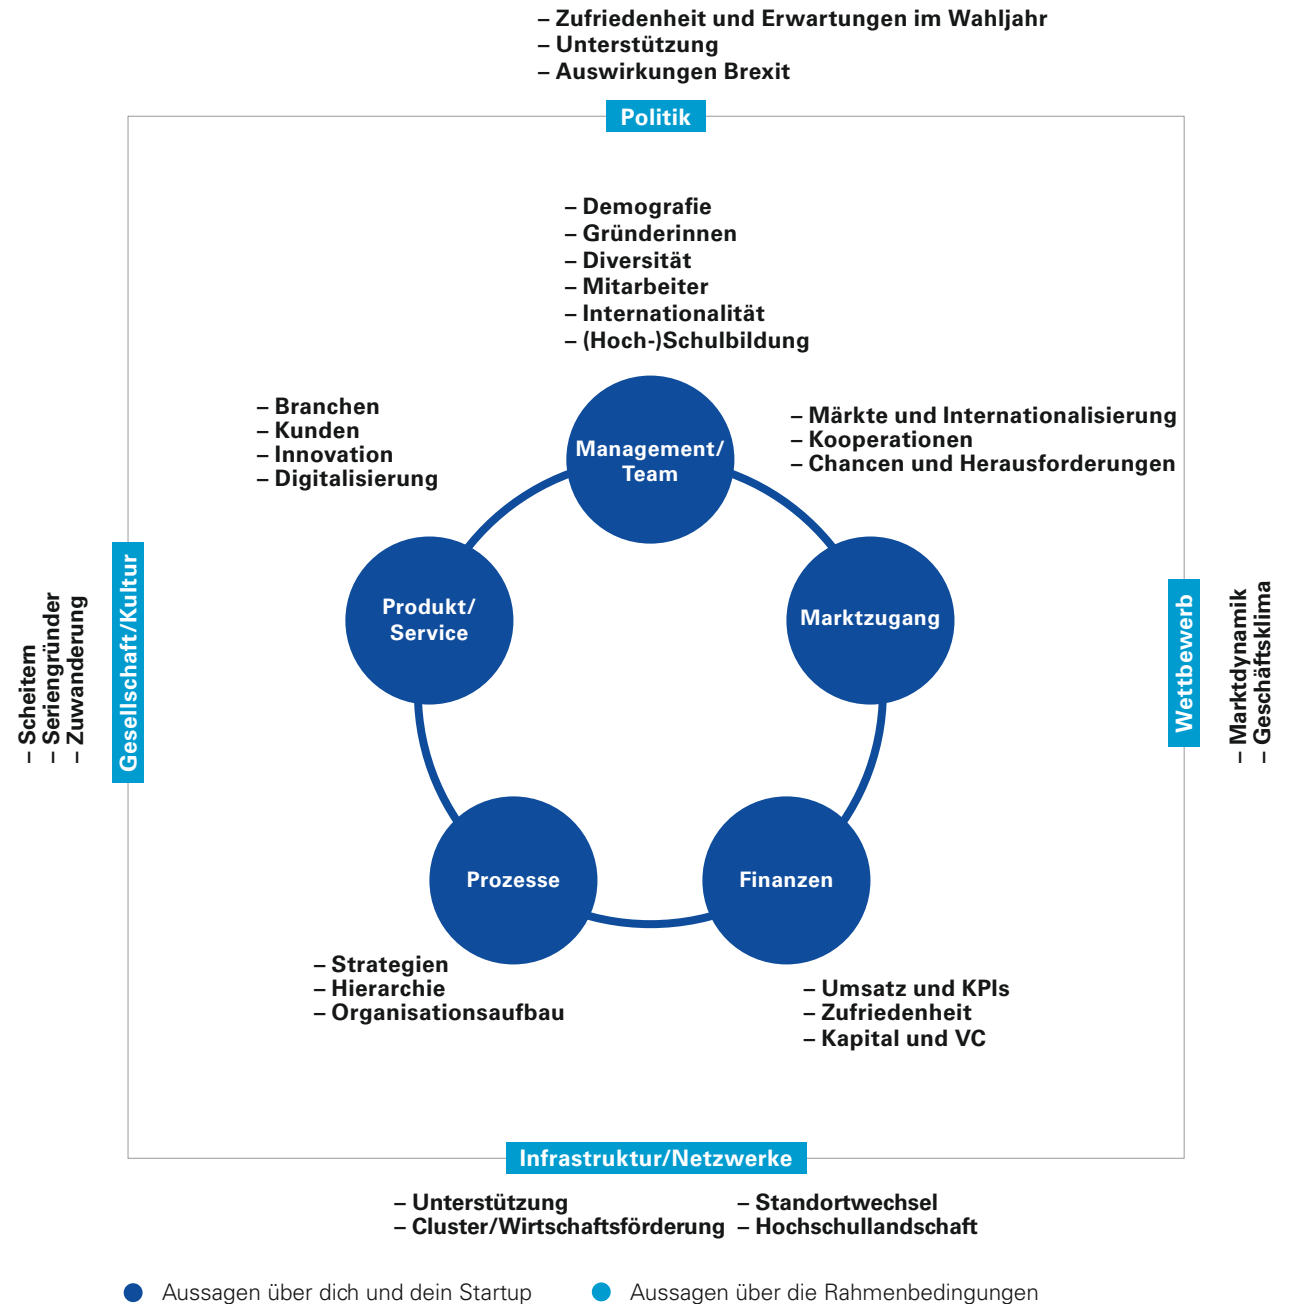 – Zufriedenheit und Erwartungen im Wahljahr
– Unterstützung
– Auswirkungen Brexit
Politik
– Demografie
– Gründerinnen
– Diversität
– Mitarbeiter
– Internationalität
– (Hoch-)Schulbildung
– Branchen
– Kunden
– Innovation
– Digitalisierung
– Märkte und Internationalisierung
– Kooperationen
– Chancen und Herausforderungen
Management/
Team
Produkt/
Service
Marktzugang
– Scheitern
– Seriengründer
– Zuwanderung
Gesellschaft/Kultur
Wettbewerb
– Marktdynamik
– Geschäftsklima
Prozesse
Finanzen
– Strategien
– Hierarchie
– Organisationsaufbau
– Umsatz und KPIs
– Zufriedenheit
– Kapital und VC
Infrastruktur/Netzwerke
– Unterstützung
– Cluster/Wirtschaftsförderung
– Standortwechsel
– Hochschullandschaft
Aussagen über dich und dein Startup
Aussagen über die Rahmenbedingungen